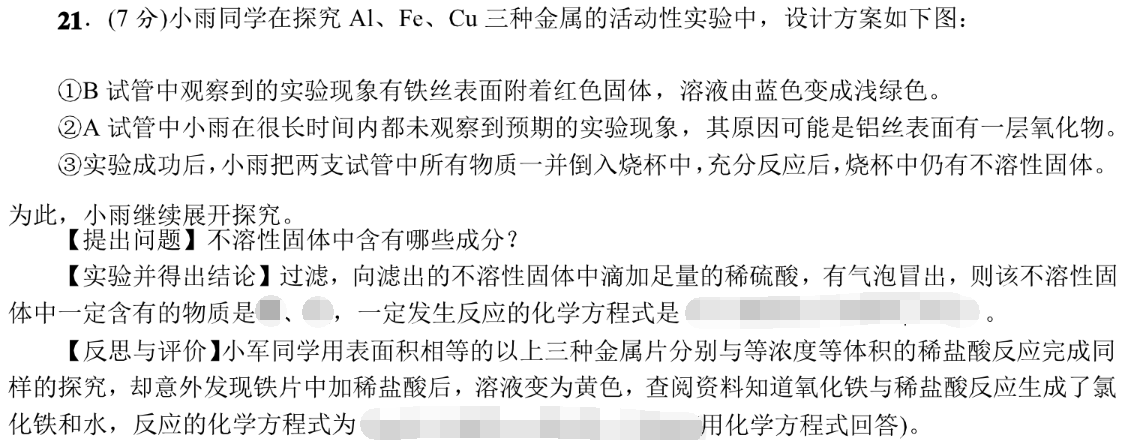 21. (7 分)小雨同学在探究 Al、Fe、Cu 三种金属的活动性实验中，设计方案如下图：
①B 试管中观察到的实验现象有铁丝表面附着红色固体，溶液由蓝色变成浅绿色。
②A 试管中小雨在很长时间内都未观察到预期的实验现象，其原因可能是铝丝表面有一层氧化物。
③实验成功后，小雨把两支试管中所有物质一并倒入烧杯中，充分反应后，烧杯中仍有不溶性固体。
为此，小雨继续展开探究。
【提出问题】不溶性固体中含有哪些成分？
【实验并得出结论】过滤，向滤出的不溶性固体中滴加足量的稀硫酸，有气泡冒出，则该不溶性固
体中一定含有的物质是、，一定发生反应的化学方程式是。
【反思与评价】小军同学用表面积相等的以上三种金属片分别与等浓度等体积的稀盐酸反应完成同
样的探究，却意外发现铁片中加稀盐酸后，溶液变为黄色，查阅资料知道氧化铁与稀盐酸反应生成了氯
化铁和水，反应的化学方程式为用化学方程式回答)。